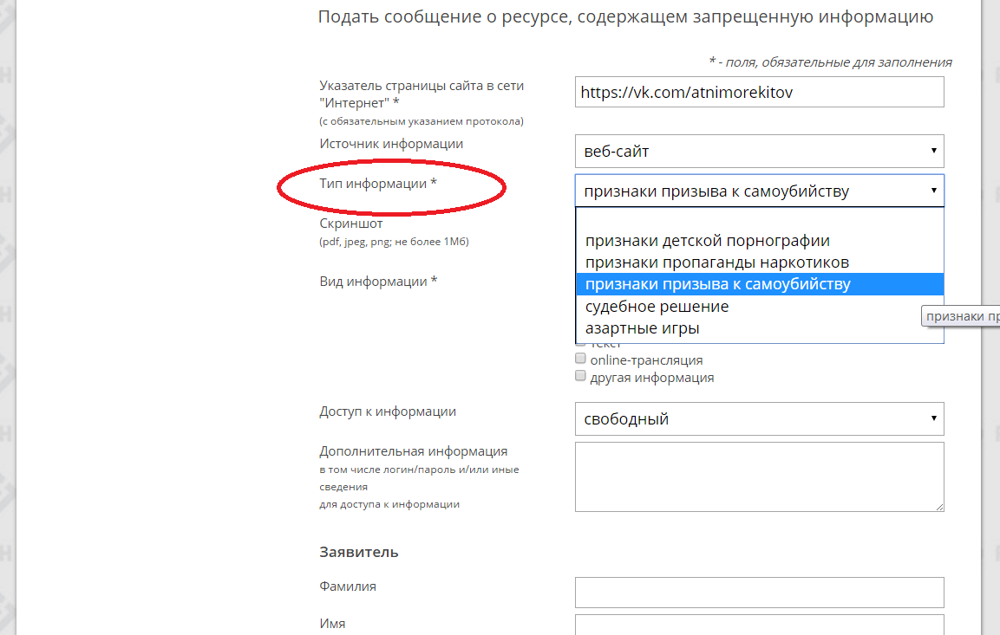 Подать сообщение о ресурсе, содержащем запрещенную информацию
* - поля, обязательные для заполнения
Указатель страницы сайта в сети
"Интернет" *
(с обязательным указанием протокола)
https://vk.com/atnimorekitov
Источник информации
веб-сайт
Тип информации *
признаки призыва к самоубийству
признаки детской порнографии
признаки пропаганды наркотиков
признаки призыва к самоубийству
судебное решение
азартные игры
признаки
Скриншот
(pdf, jpeg, png; не более 1Мб)
Вид информации *
текст
online-трансляция
другая информация
Доступ к информации
свободный
Дополнительная информация
в том числе логин/пароль и/или иные
сведения
для доступа к информации
Заявитель
Фамилия
Имя